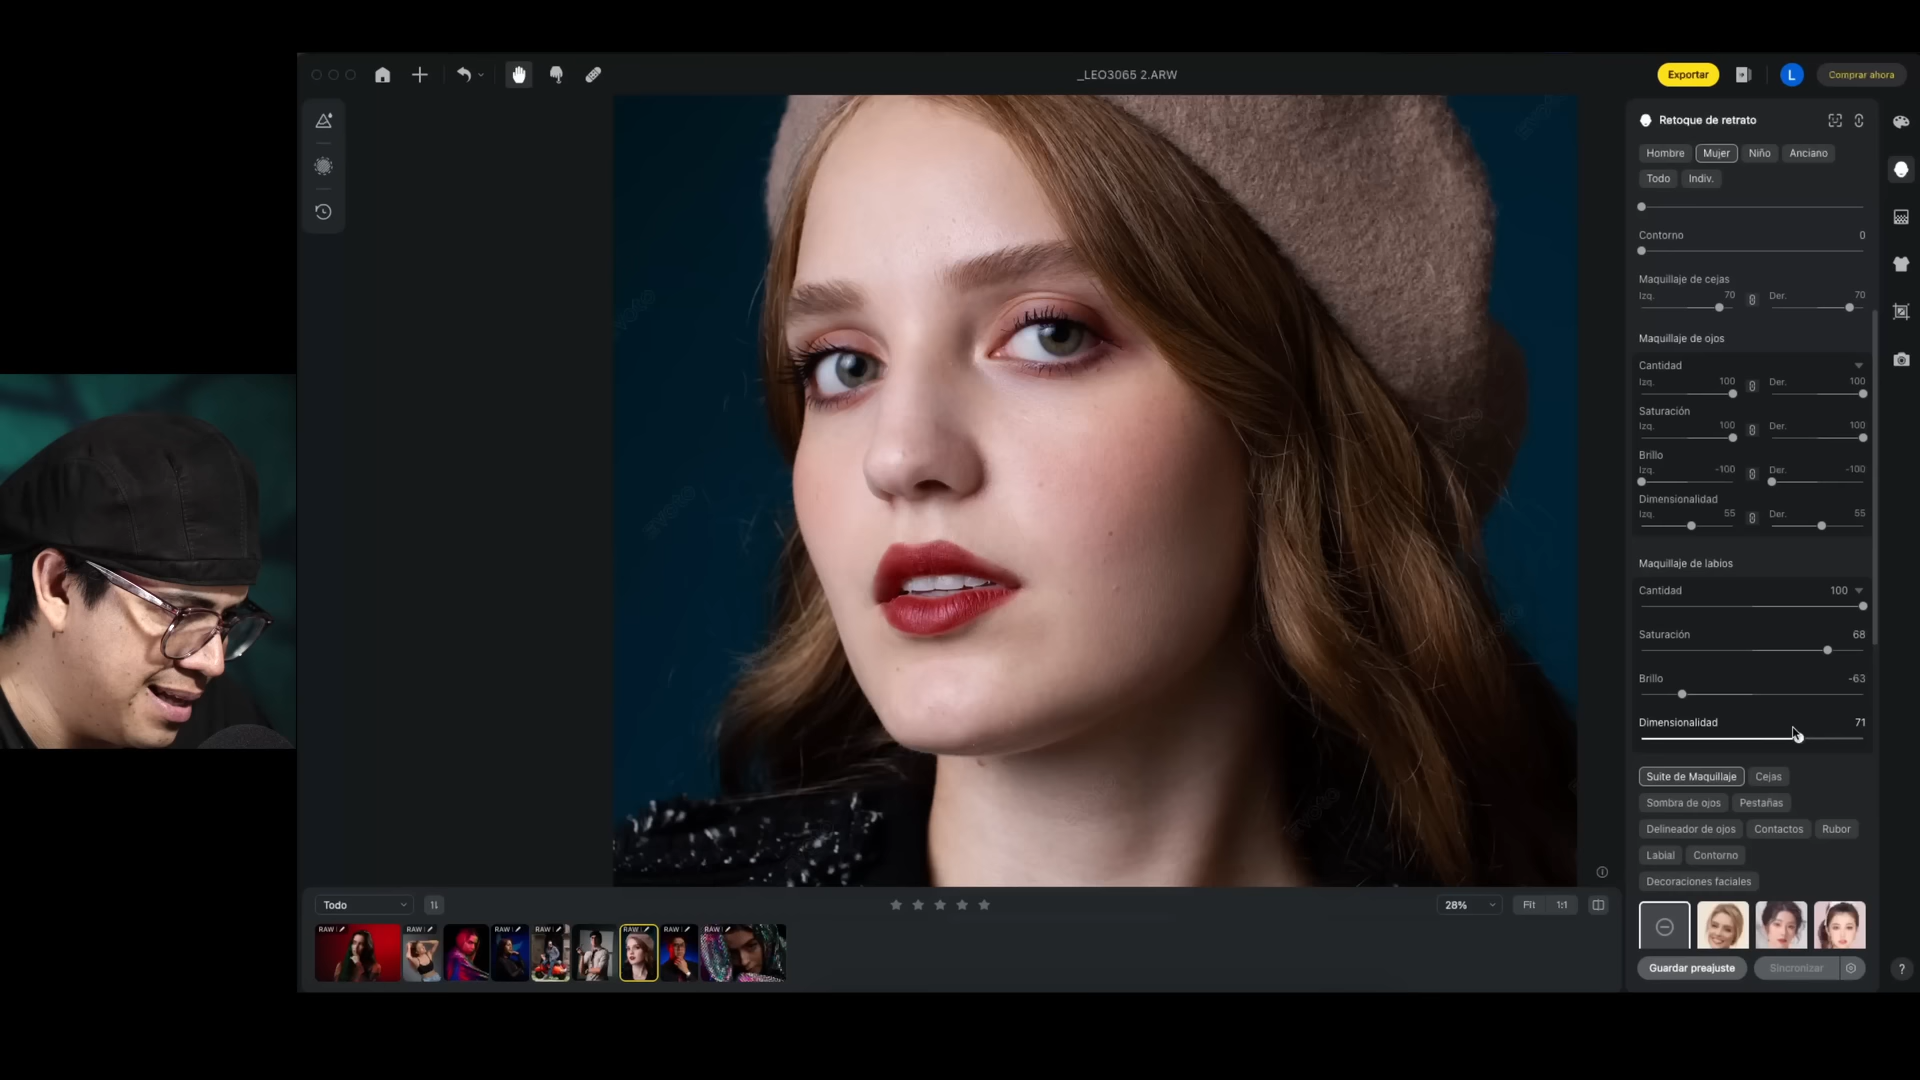 _LEO3065 2.ARW
Exportar
L
Comprar ahora
Retoque de retrato
Hombre Mujer Niño Anciano
Todo Indiv.
Contorno 0
Maquillaje de cejas
Izq. 70 Der. 70
Maquillaje de ojos
Cantidad
Izq. 100 Der. 100
Saturación
Izq. 100 Der. 100
Brillo
Izq. -100 Der. -100
Dimensionalidad
Izq. 55 Der. 55
Maquillaje de labios
Cantidad 100
Saturación 68
Brillo -63
Dimensionalidad 71
Suite de Maquillaje Cejas
Sombra de ojos Pestañas
Delineador de ojos Contactos Rubor
Labial Contorno
Decoraciones faciales
Guardar preajuste Sincronizar
?
Todo
28% Fit 1:1
RAW RAW RAW RAW RAW RAW RAW